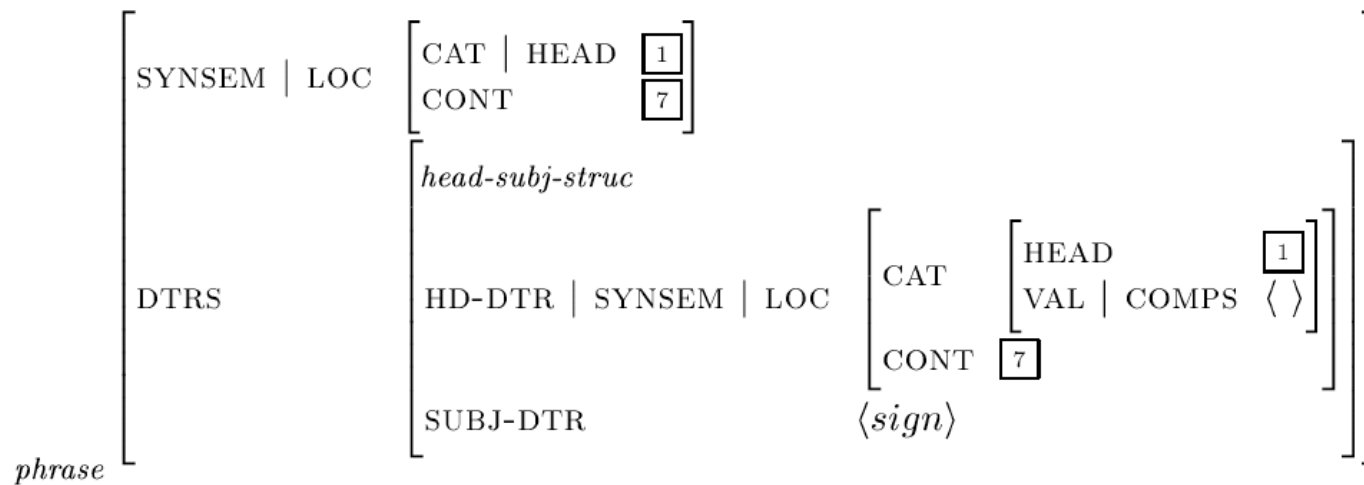 SYNSEM | LOC [CAT | HEAD 1
CONT 7]
head-subj-struc
DTRS HD-DTR | SYNSEM | LOC [CAT [HEAD 1
VAL | COMPS ⟨ ⟩]
CONT 7]
SUBJ-DTR ⟨sign⟩
phrase